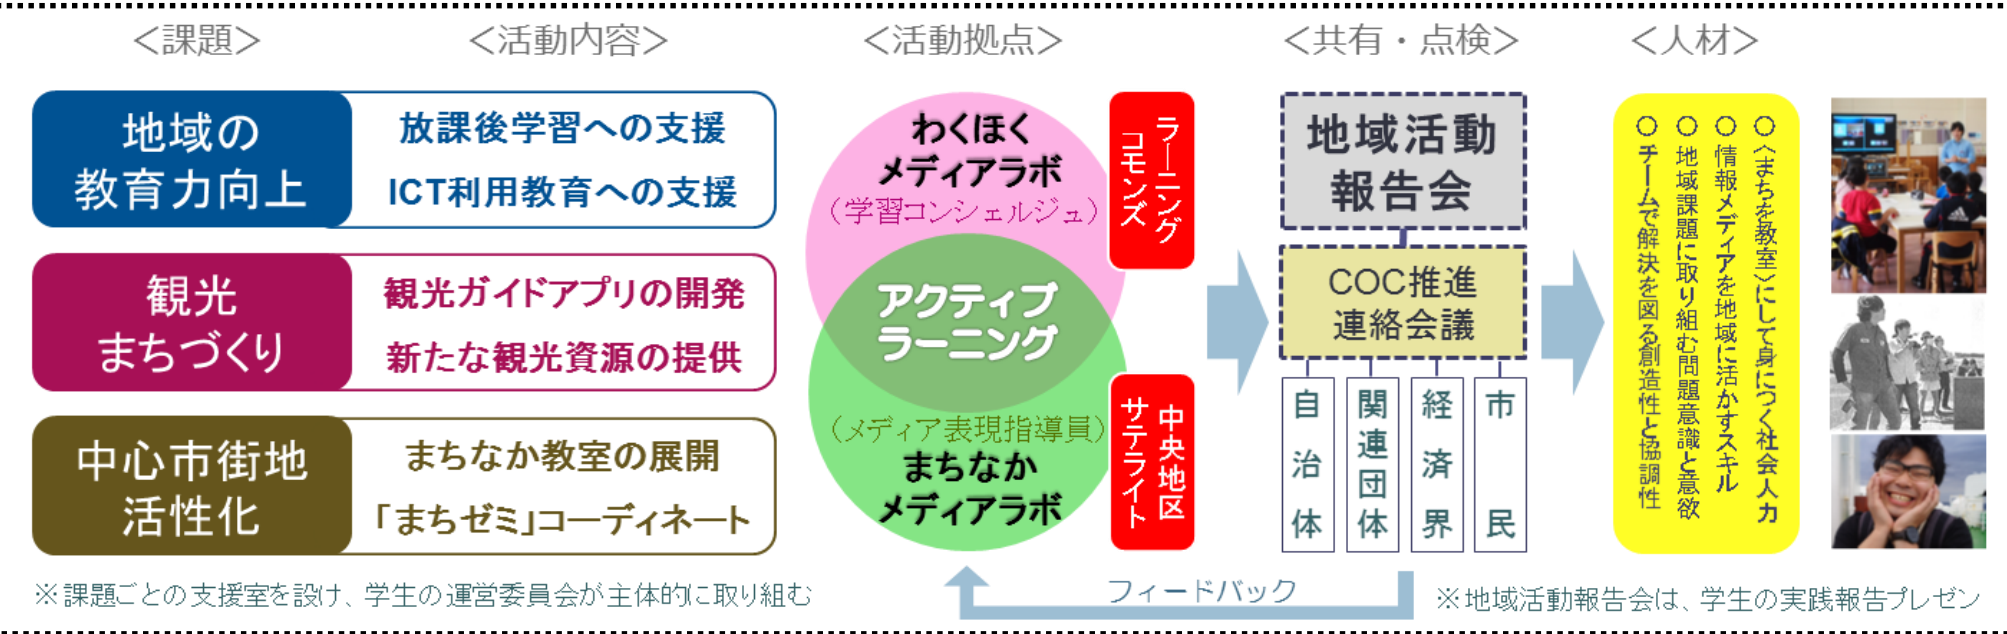 ＜課題＞
＜活動内容＞
＜活動拠点＞
＜共有・点検＞
＜人材＞
地域の
教育力向上
放課後学習への支援
ICT利用教育への支援
観光
まちづくり
観光ガイドアプリの開発
新たな観光資源の提供
中心市街地
活性化
まちなか教室の展開
「まちゼミ」コーディネート
※課題ごとの支援室を設け、学生の運営委員会が主体的に取り組む
わくほく
メディアラボ
（学習コンシェルジュ）
アクティブ
ラーニング
（メディア表現指導員）
まちなか
メディアラボ
ラーニング
コモンズ
中央地区
サテライト
地域活動
報告会
COC推進
連絡会議
自治体
関連団体
経済界
市民
フィードバック
○〈まちを教室〉にして身につく社会人力
○情報メディアを地域に活かすスキル
○地域課題に取り組む問題意識と意欲
○チームで解決を図る創造性と協調性
※地域活動報告会は、学生の実践報告プレゼン